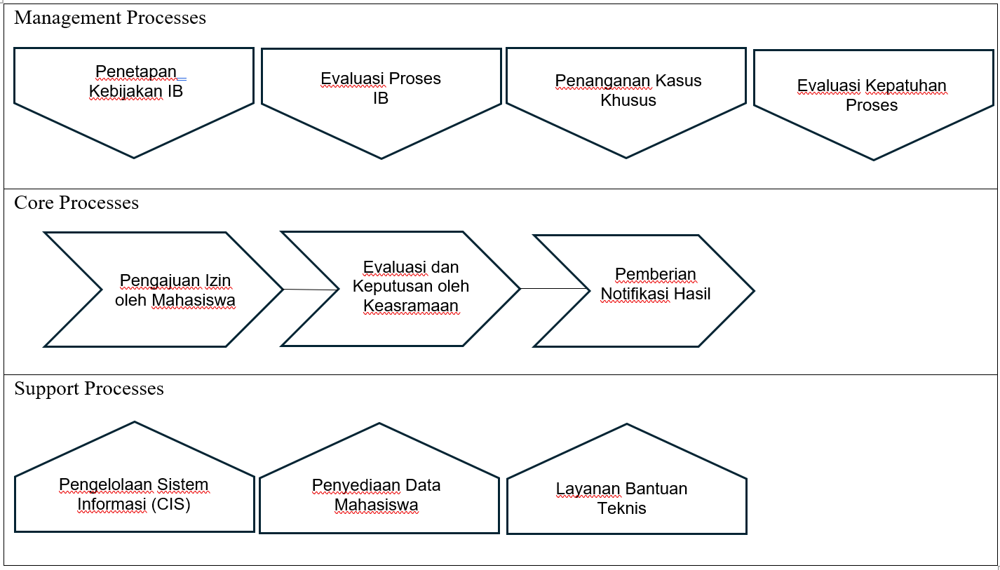 Management Processes
Penetapan
Kebijakan IB
Evaluasi Proses
IB
Penanganan Kasus
Khusus
Evaluasi Kepatuhan
Proses
Core Processes
Pengajuan Izin
oleh Mahasiswa
Evaluasi dan
Keputusan oleh
Keasramaan
Pemberian
Notifikasi Hasil
Support Processes
Pengelolaan Sistem
Informasi (CIS)
Penyediaan Data
Mahasiswa
Layanan Bantuan
Teknis